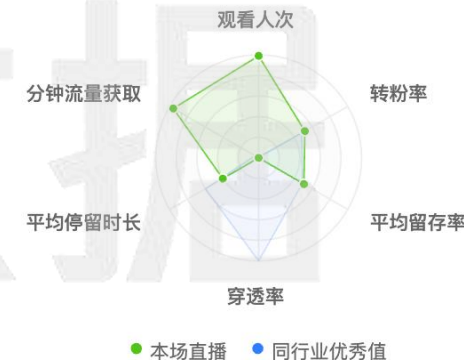 观看人次
分钟流量获取
转粉率
平均停留时长
平均留存率
穿透率
本场直播
同行业优秀值
据